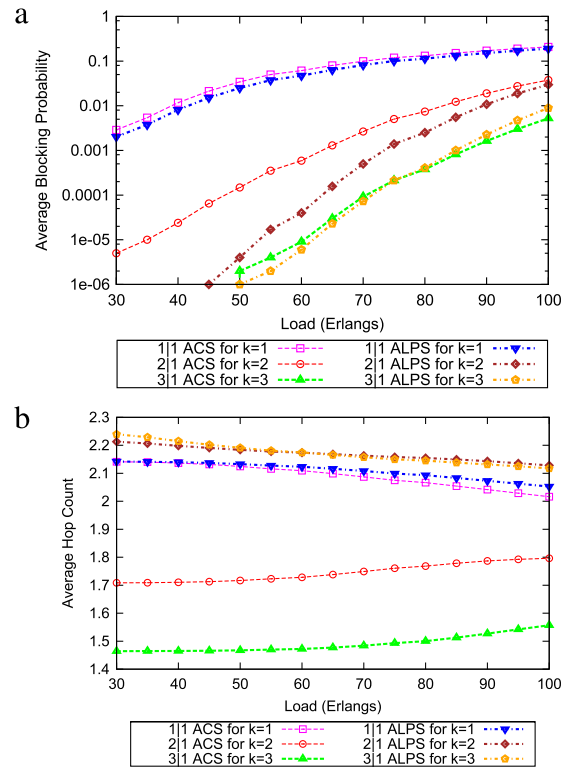 a
1
0.1
0.01
0.001
0.0001
1e-05
1e-06
Average Blocking Probability
30 40 50 60 70 80 90 100
Load (Erlangs)
1|1 ACS for k=1 1|1 ALPS for k=1
2|1 ACS for k=2 2|1 ALPS for k=2
3|1 ACS for k=3 3|1 ALPS for k=3
b
2.3
2.2
2.1
2
1.9
1.8
1.7
1.6
1.5
1.4
Average Hop Count
30 40 50 60 70 80 90 100
Load (Erlangs)
1|1 ACS for k=1 1|1 ALPS for k=1
2|1 ACS for k=2 2|1 ALPS for k=2
3|1 ACS for k=3 3|1 ALPS for k=3